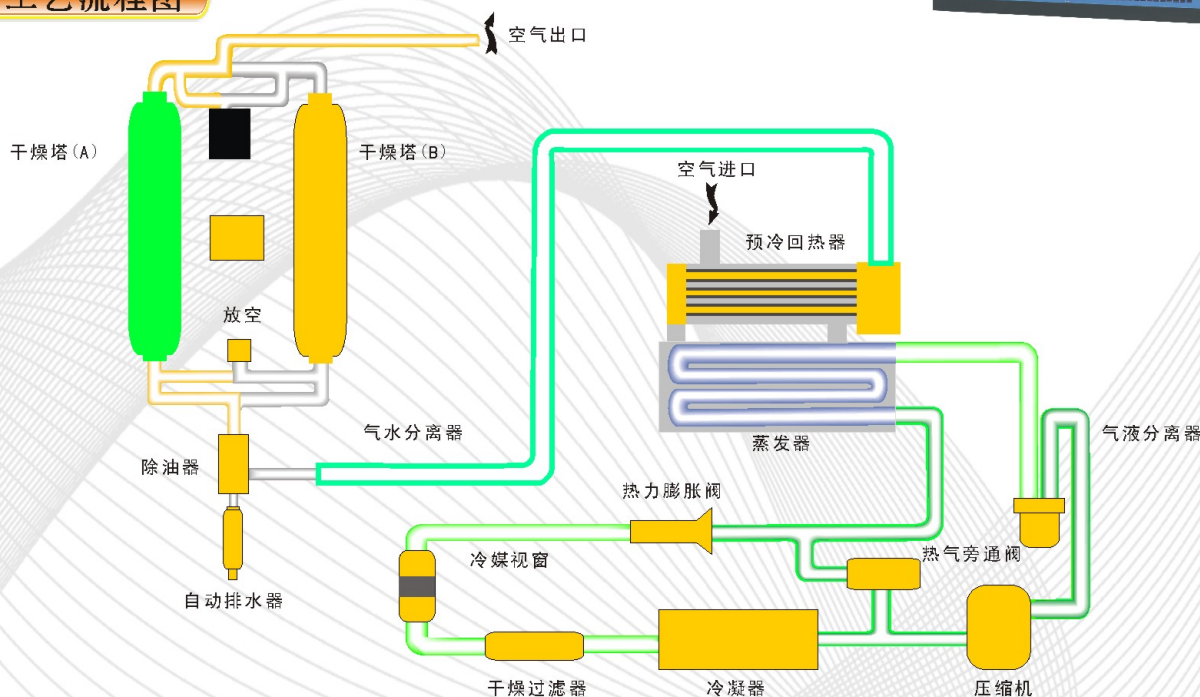 工艺流程图
空气出口
干燥塔(A)
干燥塔(B)
空气进口
预冷回热器
放空
气水分离器
蒸发器
气液分离器
除油器
热力膨胀阀
冷媒视窗
热气旁通阀
自动排水器
干燥过滤器
冷凝器
压缩机